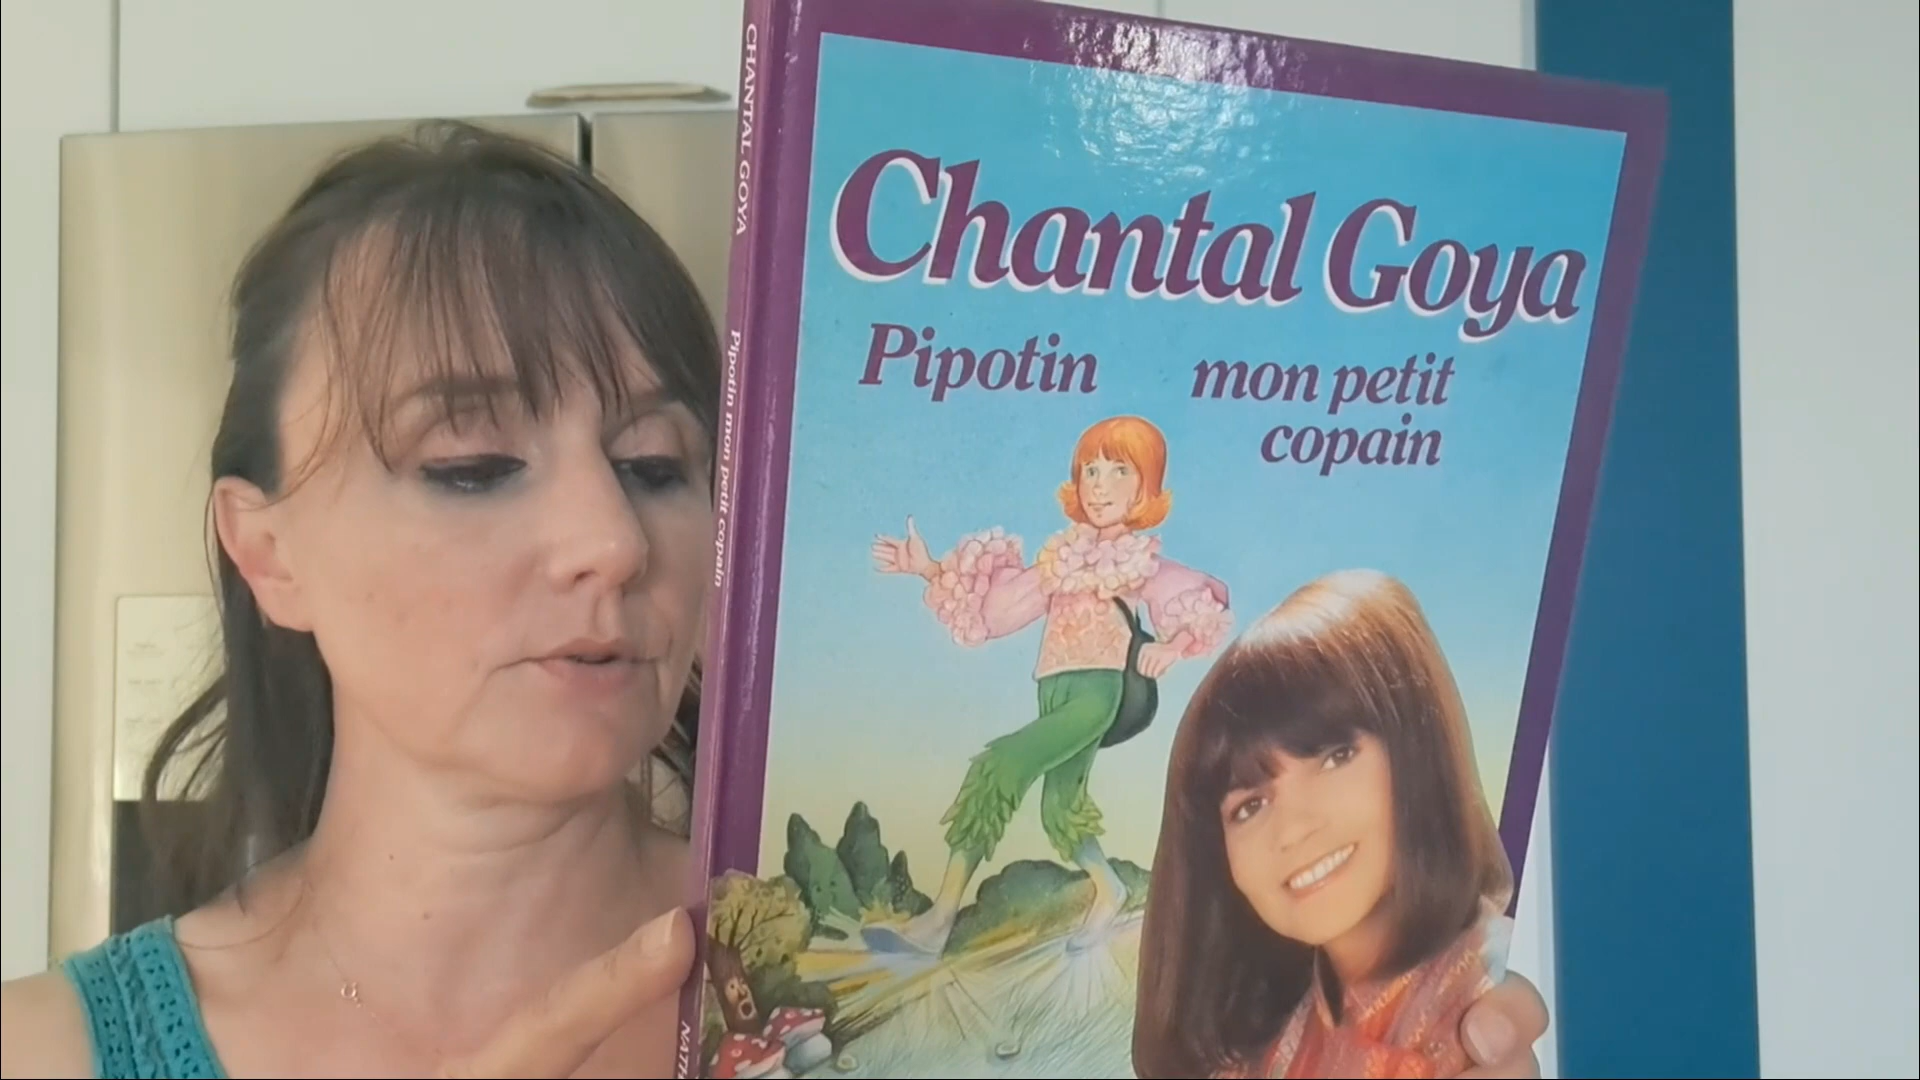 CHANTAL GOYA
Pipotin mon petit copain
Chantal Goya
Pipotin mon petit
copain